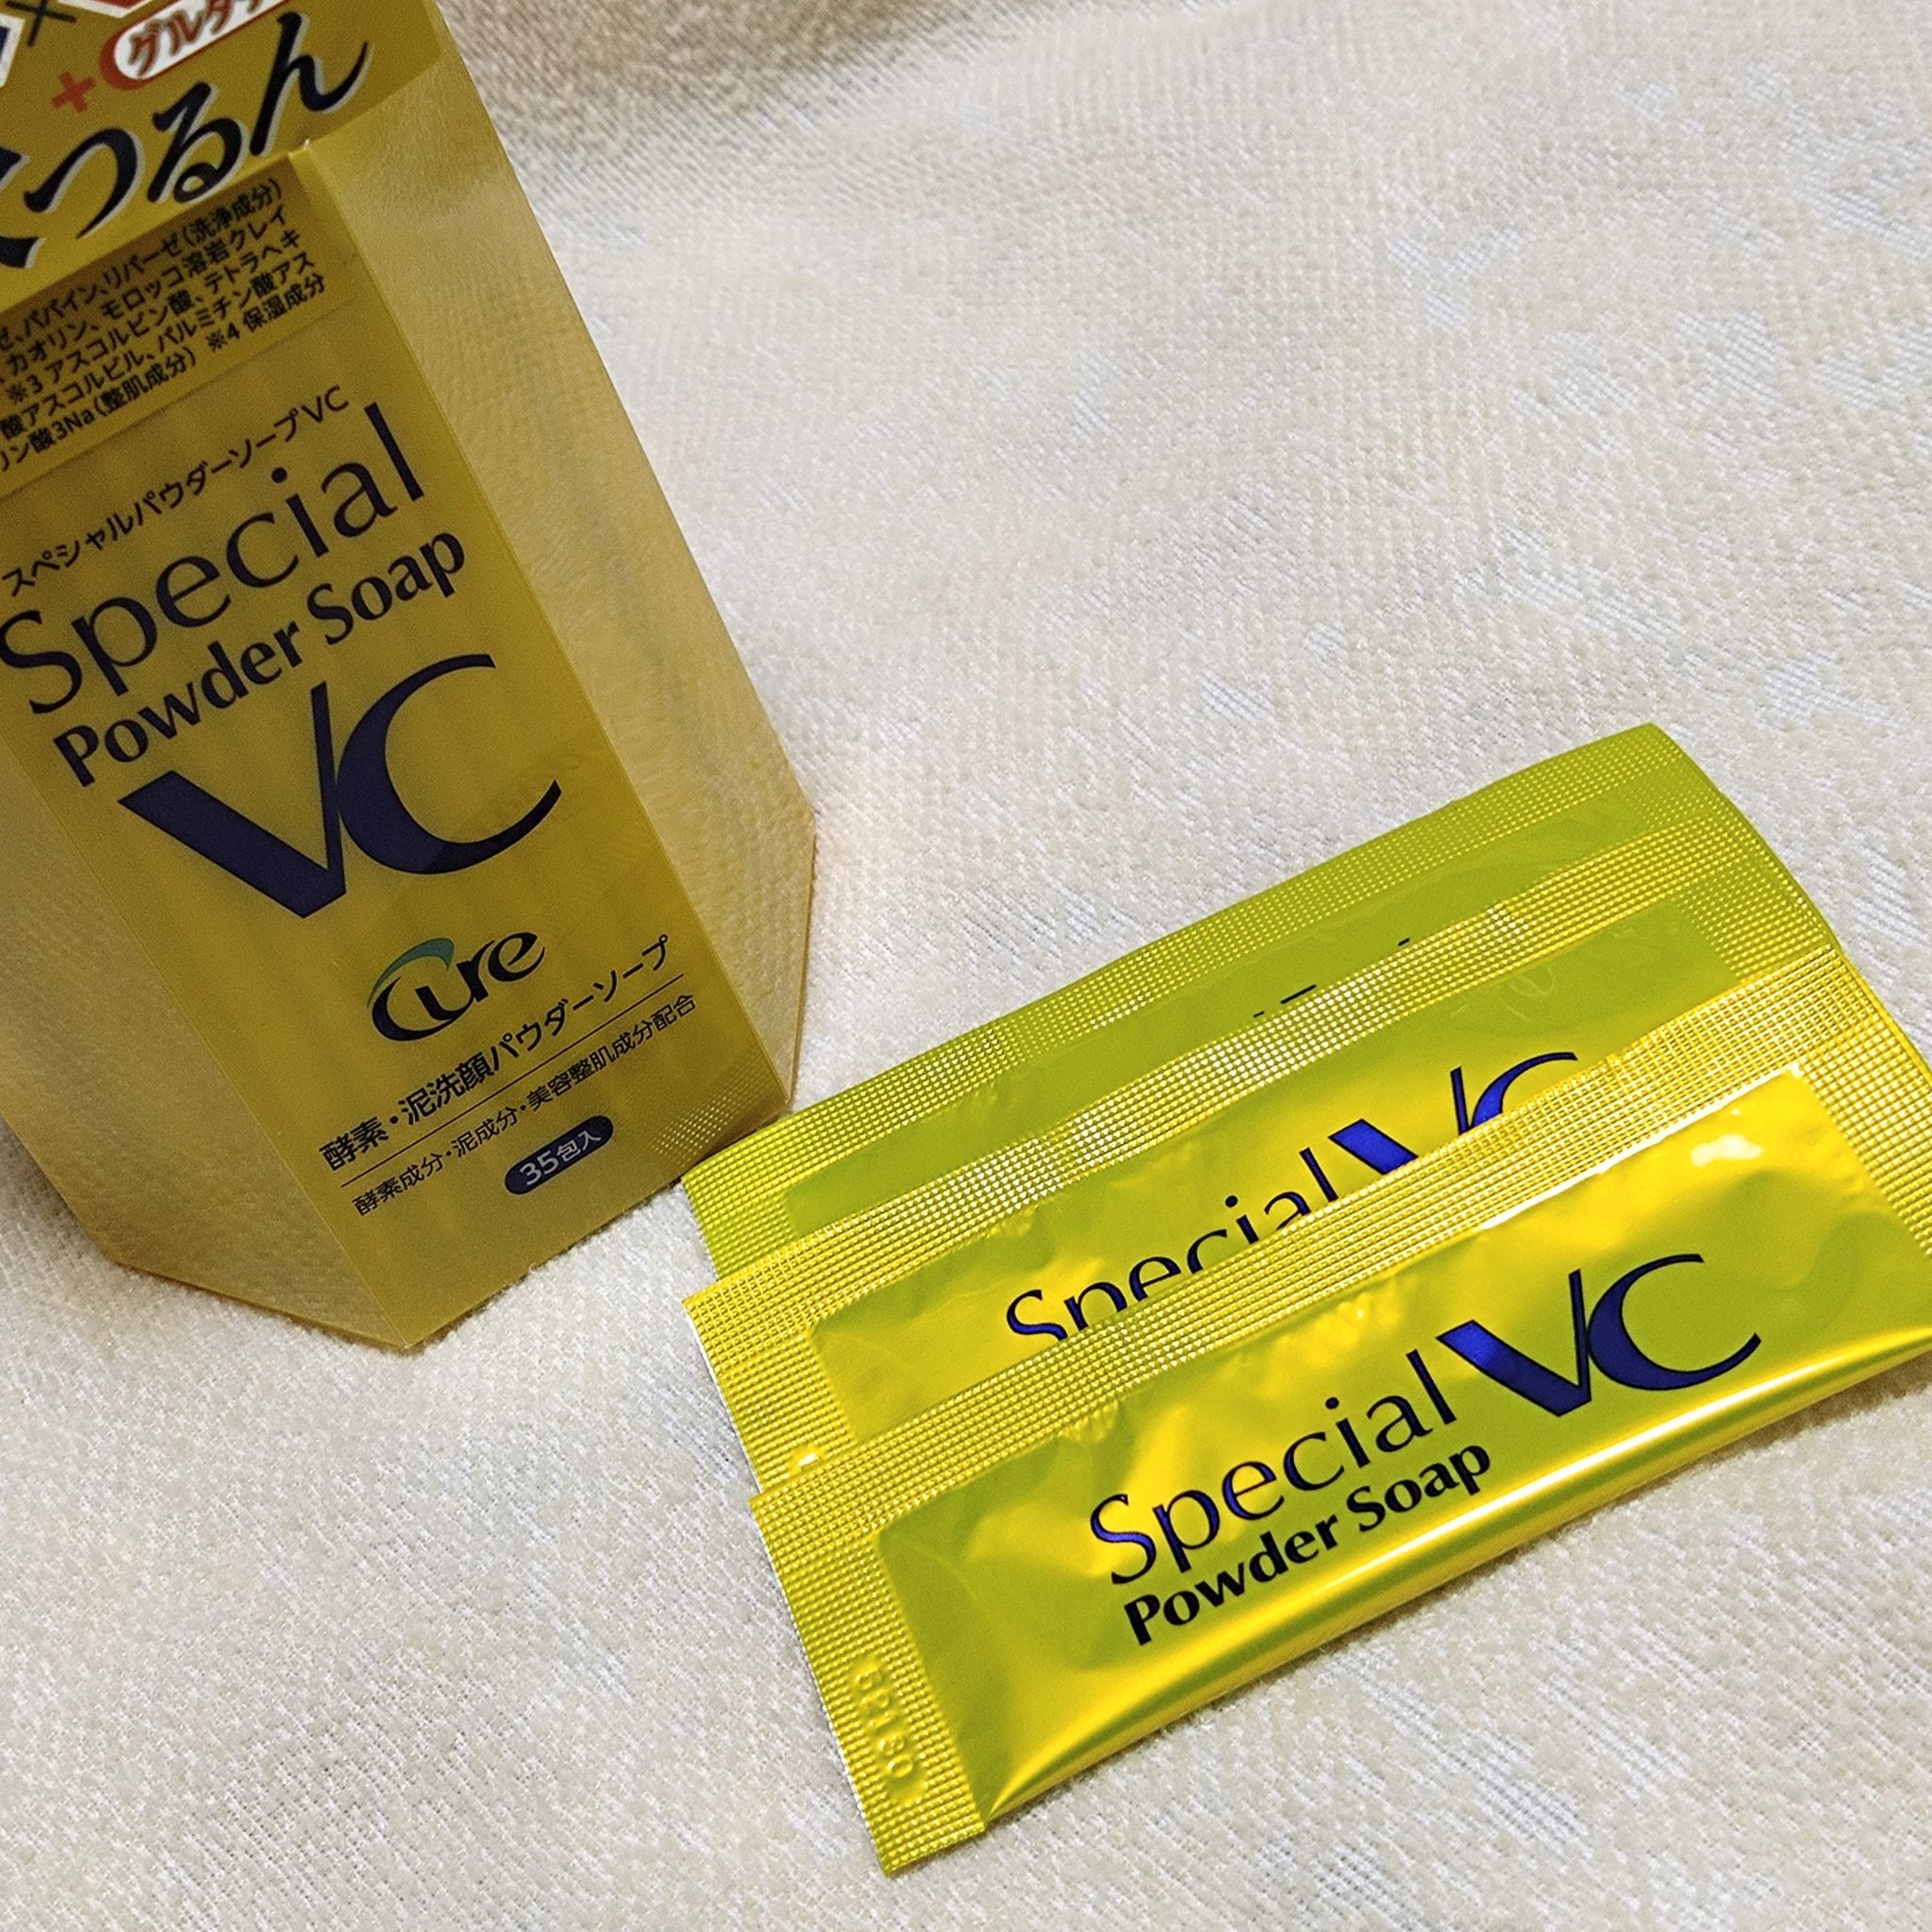 ×
+グルタ
つるん
ゼ、パパイン、リパーゼ(洗浄成分)
、カオリン、モロッコ溶岩クレイ
※3 アスコルビン酸、テトラヘキ
酸アスコルビル、パルミチン酸アス
リン酸3Na(整肌成分) ※4 保湿成分
スペシャルパウダーソープVC
Special
Powder Soap
VC
Cure
酵素・泥洗顔パウダーソープ
酵素成分・泥成分・美容整肌成分配合
35包入
Special VC
Special VC
Powder Soap